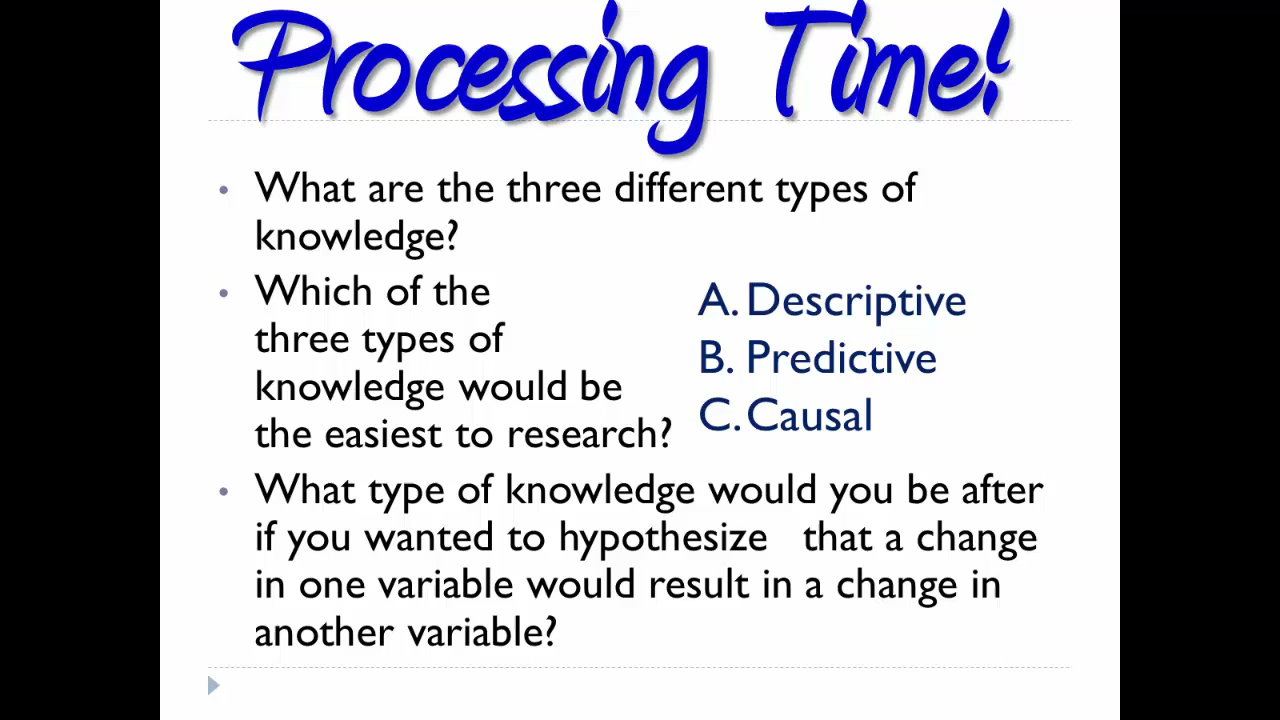 Processing Time!
• What are the three different types of
knowledge?
• Which of the
three types of
knowledge would be
the easiest to research?
A. Descriptive
B. Predictive
C. Causal
• What type of knowledge would you be after
if you wanted to hypothesize that a change
in one variable would result in a change in
another variable?